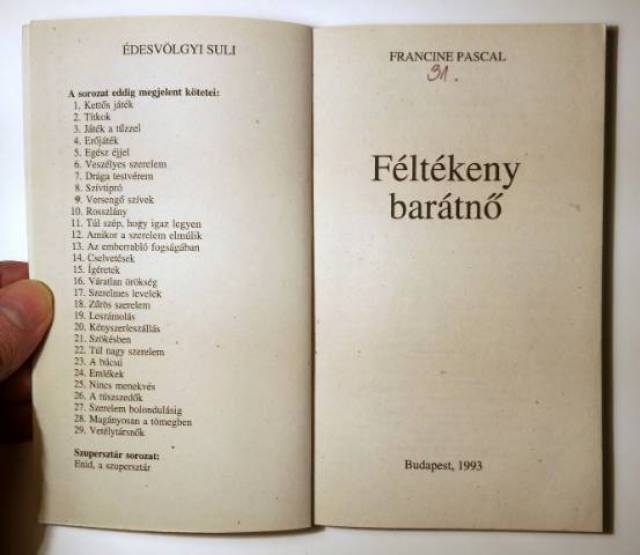 ÉDESVÖLGYI SULI
A sorozat eddig megjelent kötetei:
1. Kettős játék
2. Titkok
3. Játék a tűzzel
4. Erőjáték
5. Egész éjjel
6. Veszélyes szerelem
7. Drága testvérem
8. Szívtipró
9. Versengő szívek
10. Rosszlány
11. Túl szép, hogy igaz legyen
12. Amikor a szerelem elmúlik
13. Az emberrabló fogságában
14. Cselvetések
15. Ígéretek
16. Váratlan örökség
17. Szerelmes levelek
18. Zűrös szerelem
19. Leszámolás
20. Kényszerleszállás
21. Szökésben
22. Túl nagy szerelem
23. A búcsú
24. Emlékek
25. Nincs menekvés
26. A túszszedők
27. Szerelem bolondulásig
28. Magányosan a tömegben
29. Vetélytársnők
Szupersztár sorozat:
Enid, a szupersztár
FRANCINE PASCAL
31.
Féltékeny
barátnő
Budapest, 1993